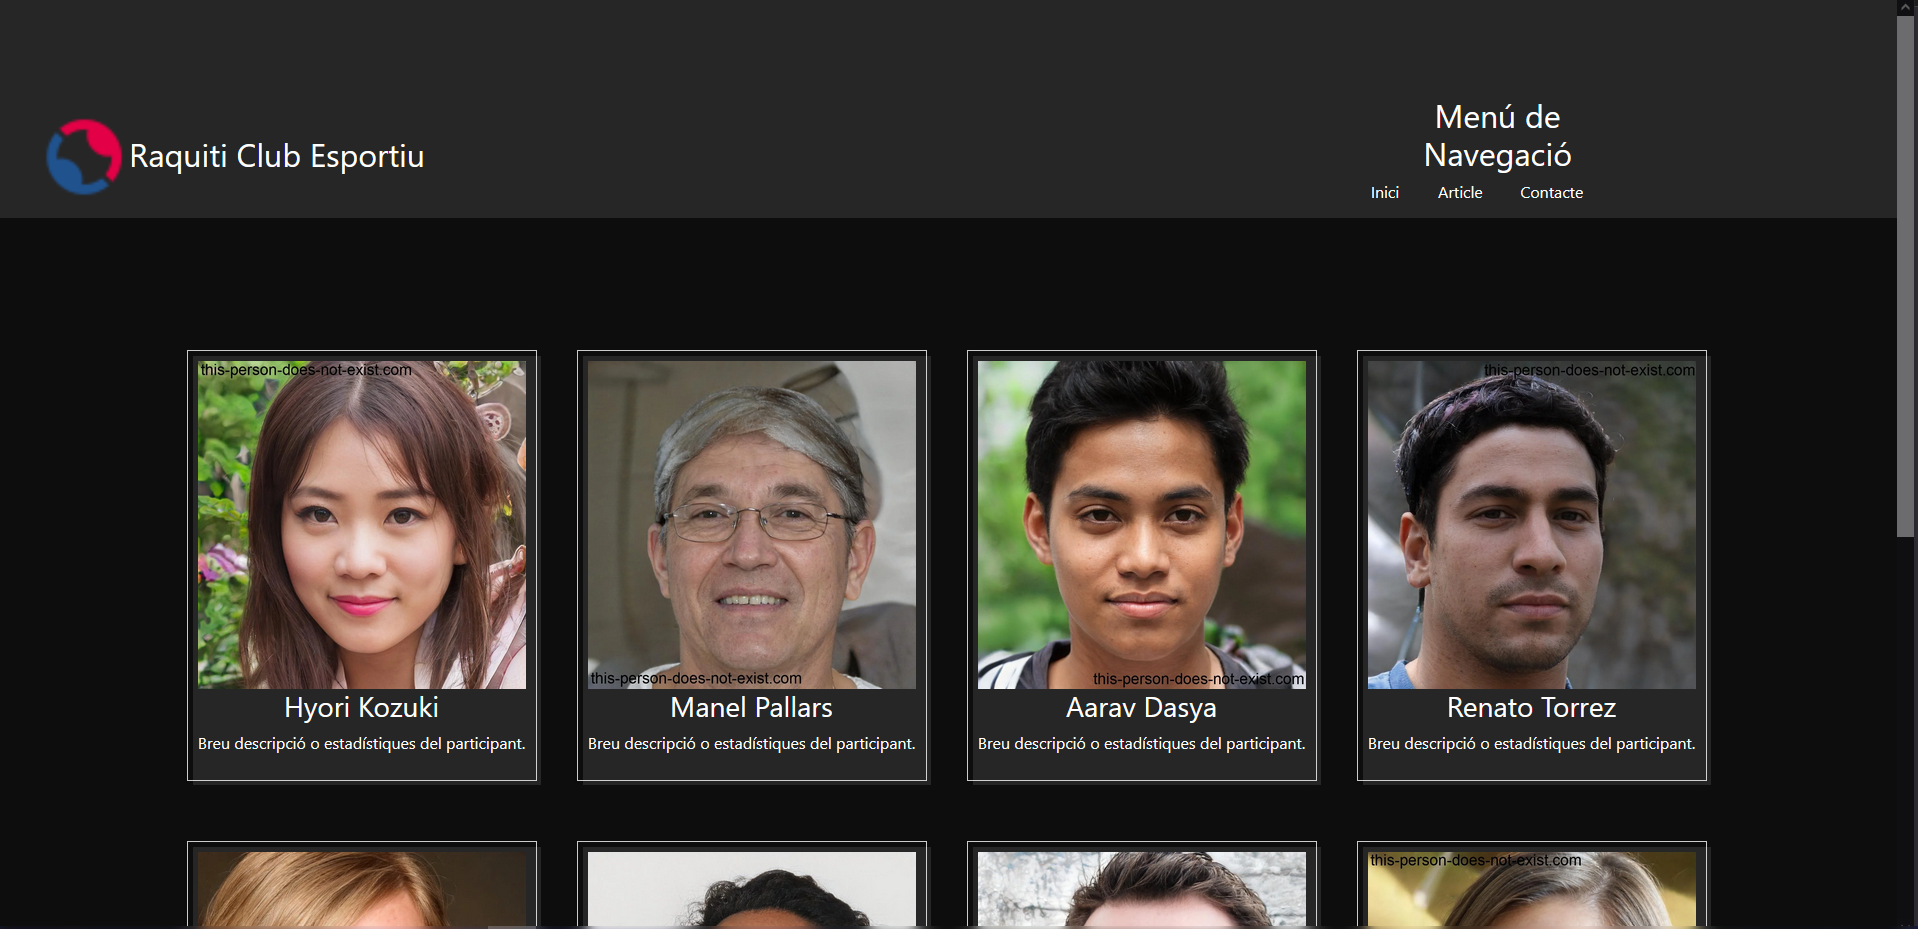 Raquiti Club Esportiu
Menú de
Navegació
Inici
Article
Contacte
this-person-does-not-exist.com
this-person-does-not-exist.com
this-person-does-not-exist.com
this-person-does-not-exist.com
Hyori Kozuki
Breu descripció o estadístiques del participant.
Manel Pallars
Breu descripció o estadístiques del participant.
Aarav Dasya
Breu descripció o estadístiques del participant.
Renato Torrez
Breu descripció o estadístiques del participant.
this-person-does-not-exist.com